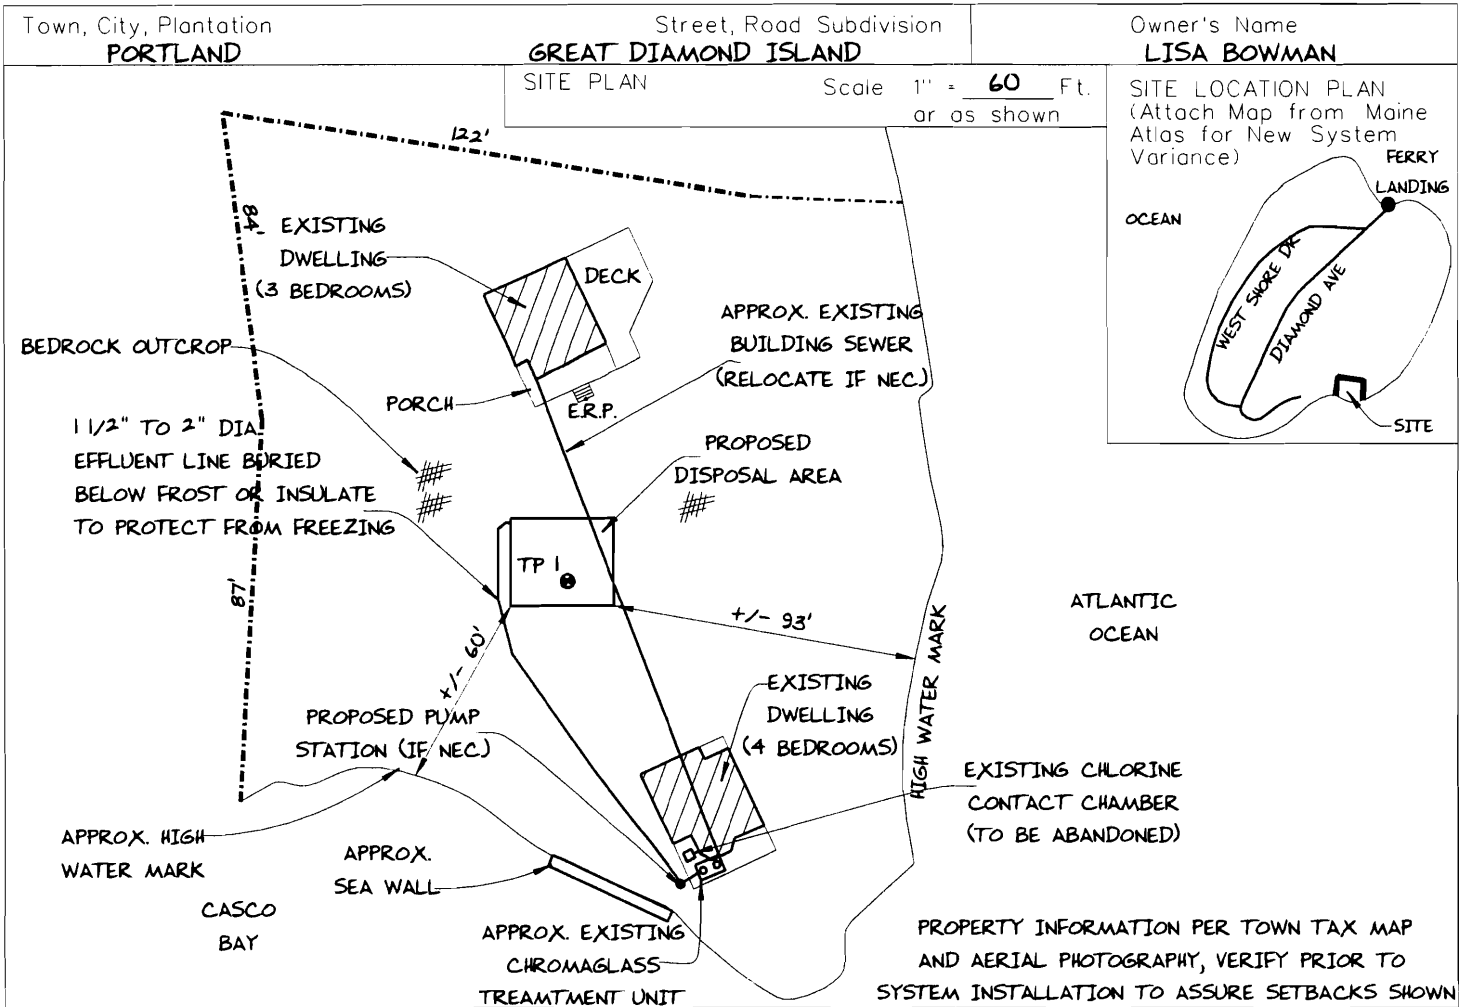 Town, City, Plantation
PORTLAND
Street, Road Subdivision
GREAT DIAMOND ISLAND
Owner's Name
LISA BOWMAN
SITE PLAN
Scale 1" = 60 Ft.
or as shown
SITE LOCATION PLAN
(Attach Map from Maine
Atlas for New System
Variance)
FERRY
LANDING
OCEAN
WEST SHORE DR
DIAMOND AVE
SITE
122'
84'
EXISTING
DWELLING
(3 BEDROOMS)
DECK
APPROX. EXISTING
BUILDING SEWER
(RELOCATE IF NEC)
BEDROCK OUTCROP
PORCH
E.R.P.
1 1/2" TO 2" DIA.
EFFLUENT LINE BURIED
BELOW FROST OR INSULATE
TO PROTECT FROM FREEZING
PROPOSED
DISPOSAL AREA
TP 1
87'
+/- 60'
+/- 93'
HIGH WATER MARK
ATLANTIC
OCEAN
PROPOSED PUMP
STATION (IF NEC)
EXISTING
DWELLING
(4 BEDROOMS)
EXISTING CHLORINE
CONTACT CHAMBER
(TO BE ABANDONED)
APPROX. HIGH
WATER MARK
APPROX.
SEA WALL
CASCO
BAY
APPROX. EXISTING
CHROMAGLASS
TREAMTMENT UNIT
PROPERTY INFORMATION PER TOWN TAX MAP
AND AERIAL PHOTOGRAPHY, VERIFY PRIOR TO
SYSTEM INSTALLATION TO ASSURE SETBACKS SHOWN